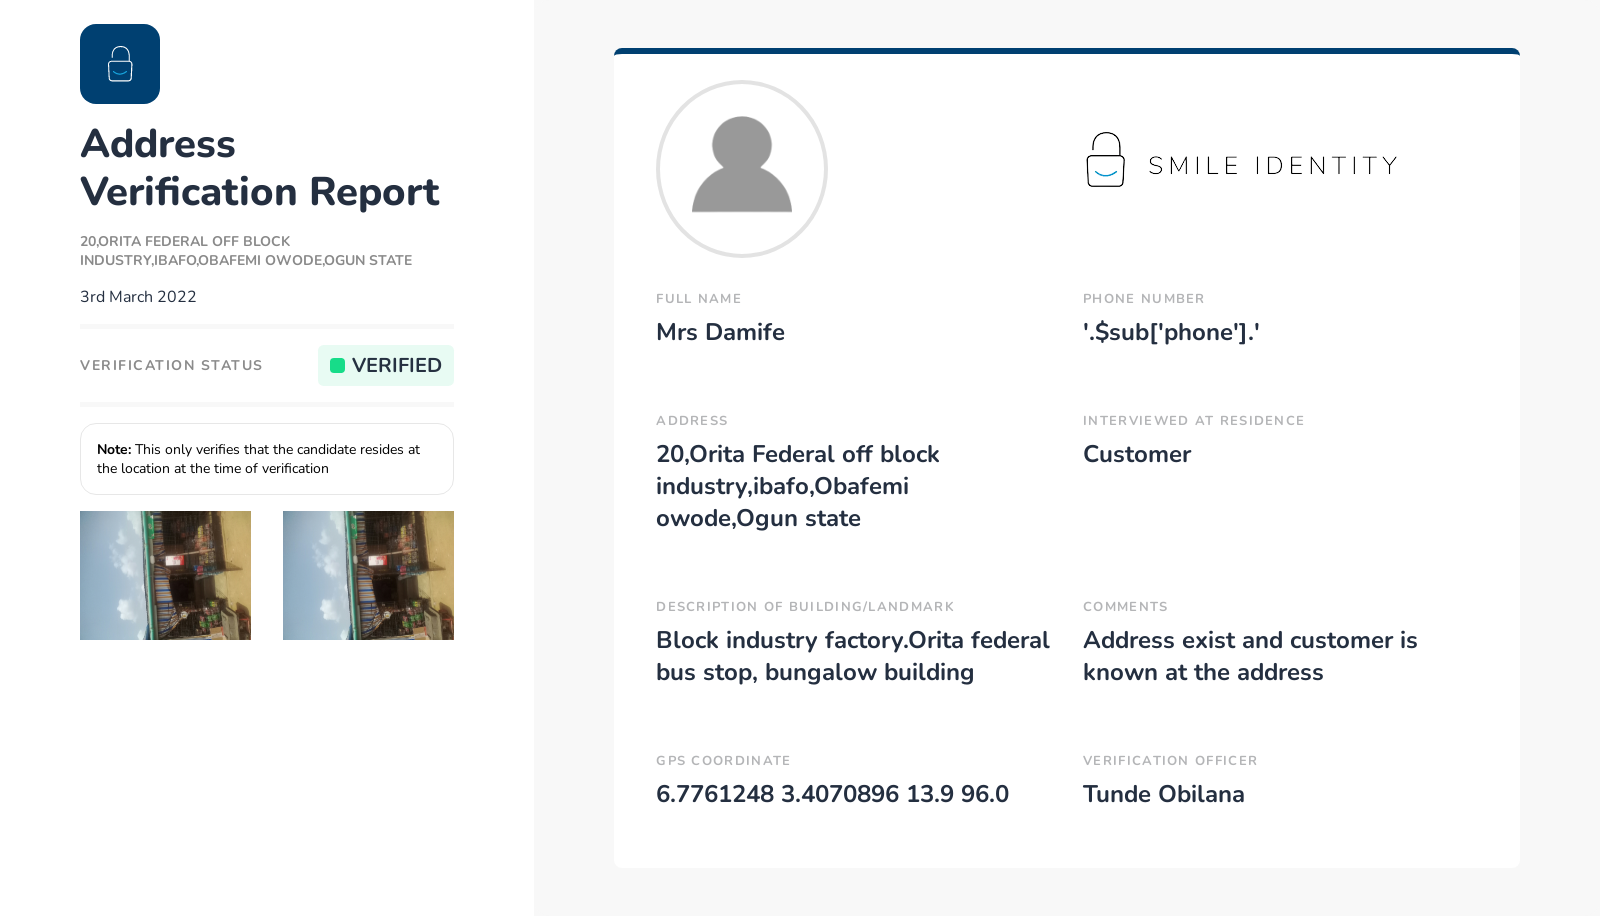 Address
Verification Report
20,ORITA FEDERAL OFF BLOCK
INDUSTRY,IBAFO,OBAFEMI OWODE,OGUN STATE
3rd March 2022
VERIFICATION STATUS
VERIFIED
Note: This only verifies that the candidate resides at
the location at the time of verification
SMILE IDENTITY
FULL NAME
Mrs Damife
PHONE NUMBER
'.$sub['phone'].'
ADDRESS
20,Orita Federal off block
industry,ibafo,Obafemi
owode,Ogun state
INTERVIEWED AT RESIDENCE
Customer
DESCRIPTION OF BUILDING/LANDMARK
Block industry factory.Orita federal
bus stop, bungalow building
COMMENTS
Address exist and customer is
known at the address
GPS COORDINATE
6.7761248 3.4070896 13.9 96.0
VERIFICATION OFFICER
Tunde Obilana